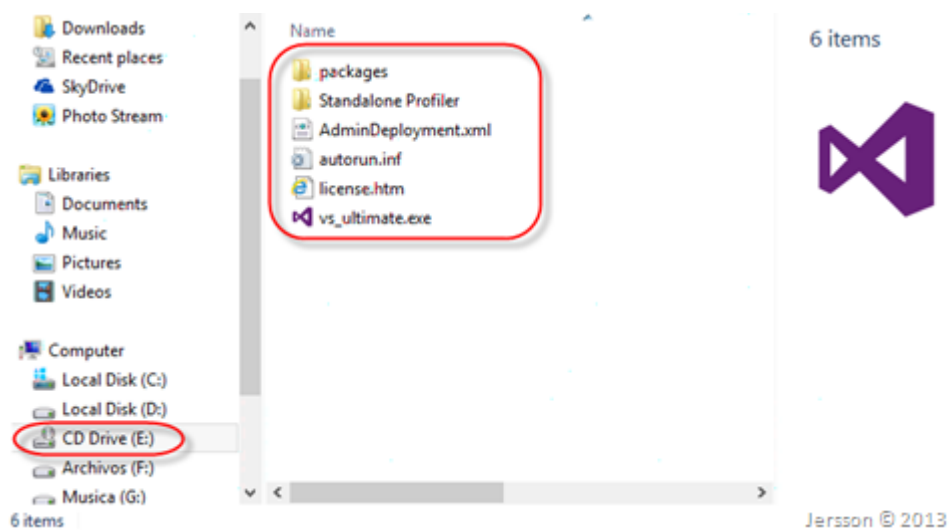 Downloads
Recent places
SkyDrive
Photo Stream
Libraries
Documents
Music
Pictures
Videos
Computer
Local Disk (C:)
Local Disk (D:)
CD Drive (E:)
Archivos (F:)
Musica (G:)
6 items
Name
packages
Standalone Profiler
AdminDeployment.xml
autorun.inf
license.htm
vs_ultimate.exe
6 items
Jersson © 2013